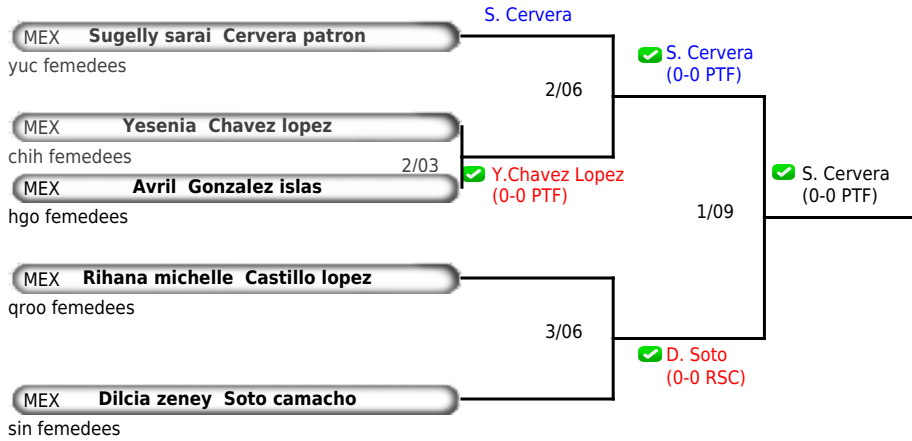 S. Cervera
MEX Sugelly sarai Cervera patron
yuc femedees
S. Cervera
(0-0 PTF)
2/06
MEX Yesenia Chavez lopez
chih femedees
2/03
Y.Chavez Lopez
(0-0 PTF)
MEX Avril Gonzalez islas
hgo femedees
S. Cervera
(0-0 PTF)
1/09
MEX Rihana michelle Castillo lopez
qroo femedees
3/06
D. Soto
(0-0 RSC)
MEX Dilcia zeney Soto camacho
sin femedees